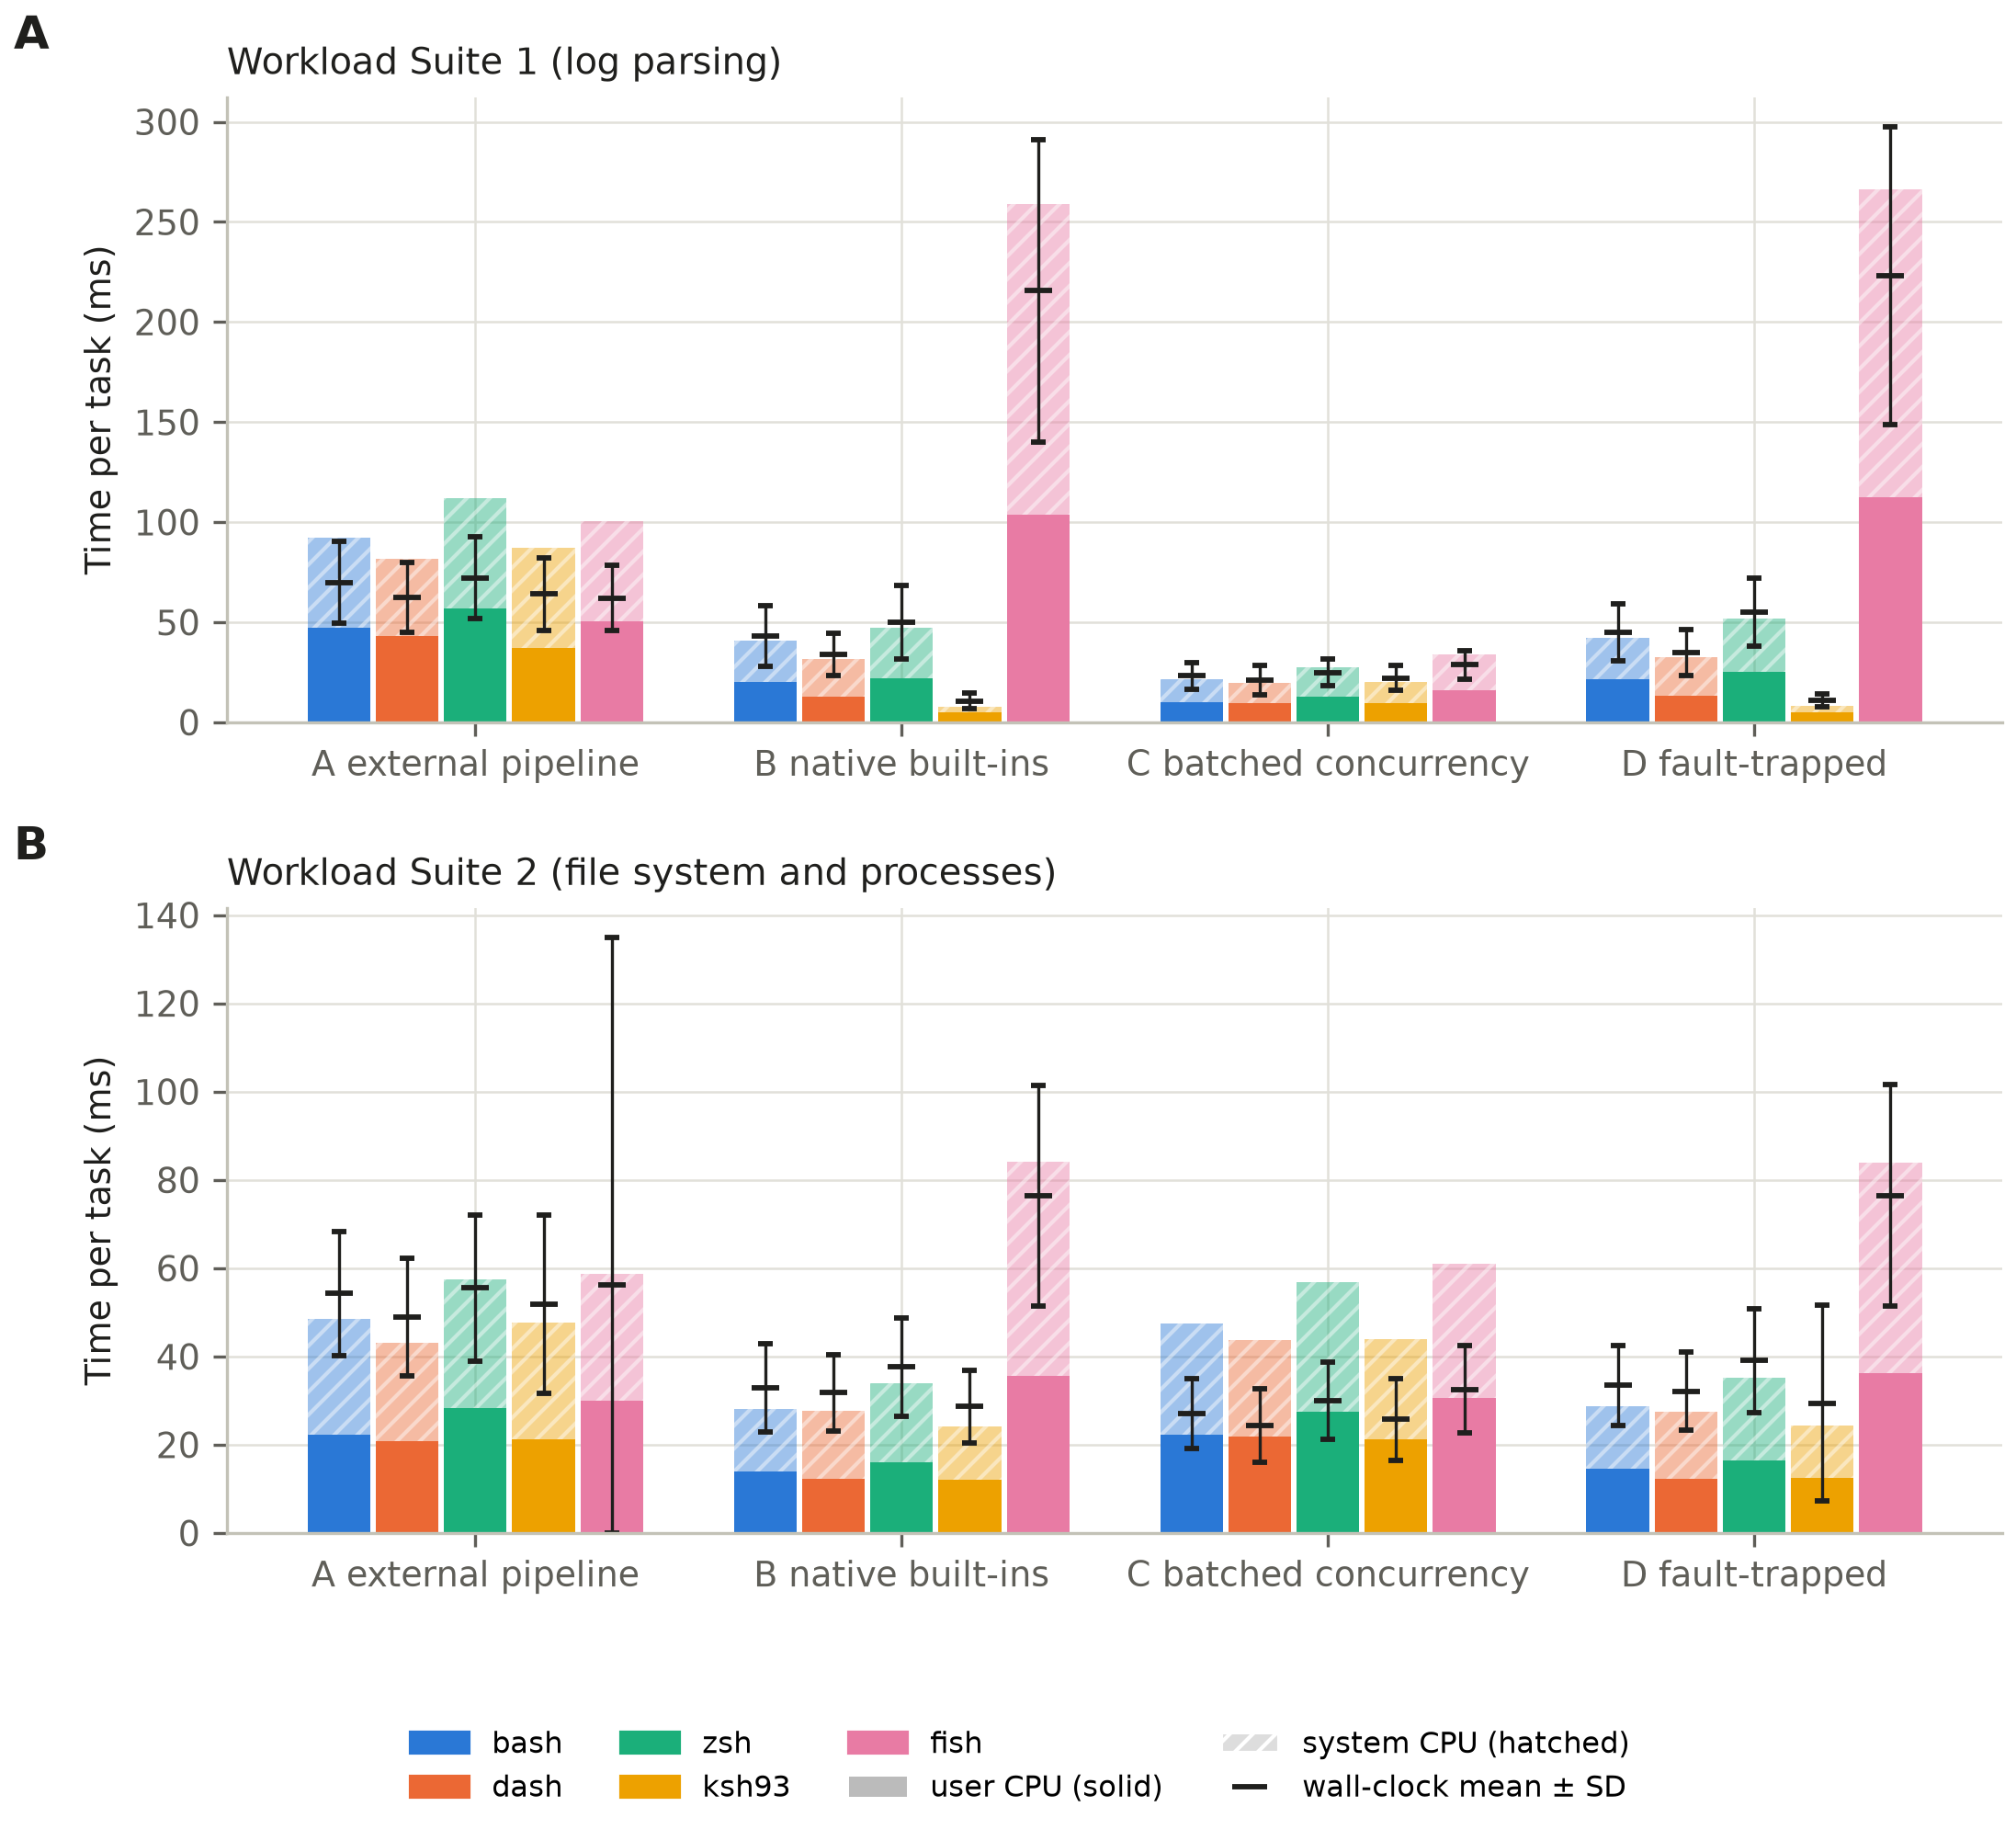 A
Workload Suite 1 (log parsing)
Time per task (ms)
300
250
200
150
100
50
0
A external pipeline
B native built-ins
C batched concurrency
D fault-trapped
B
Workload Suite 2 (file system and processes)
Time per task (ms)
140
120
100
80
60
40
20
0
A external pipeline
B native built-ins
C batched concurrency
D fault-trapped
bash
zsh
fish
system CPU (hatched)
dash
ksh93
user CPU (solid)
wall-clock mean ± SD